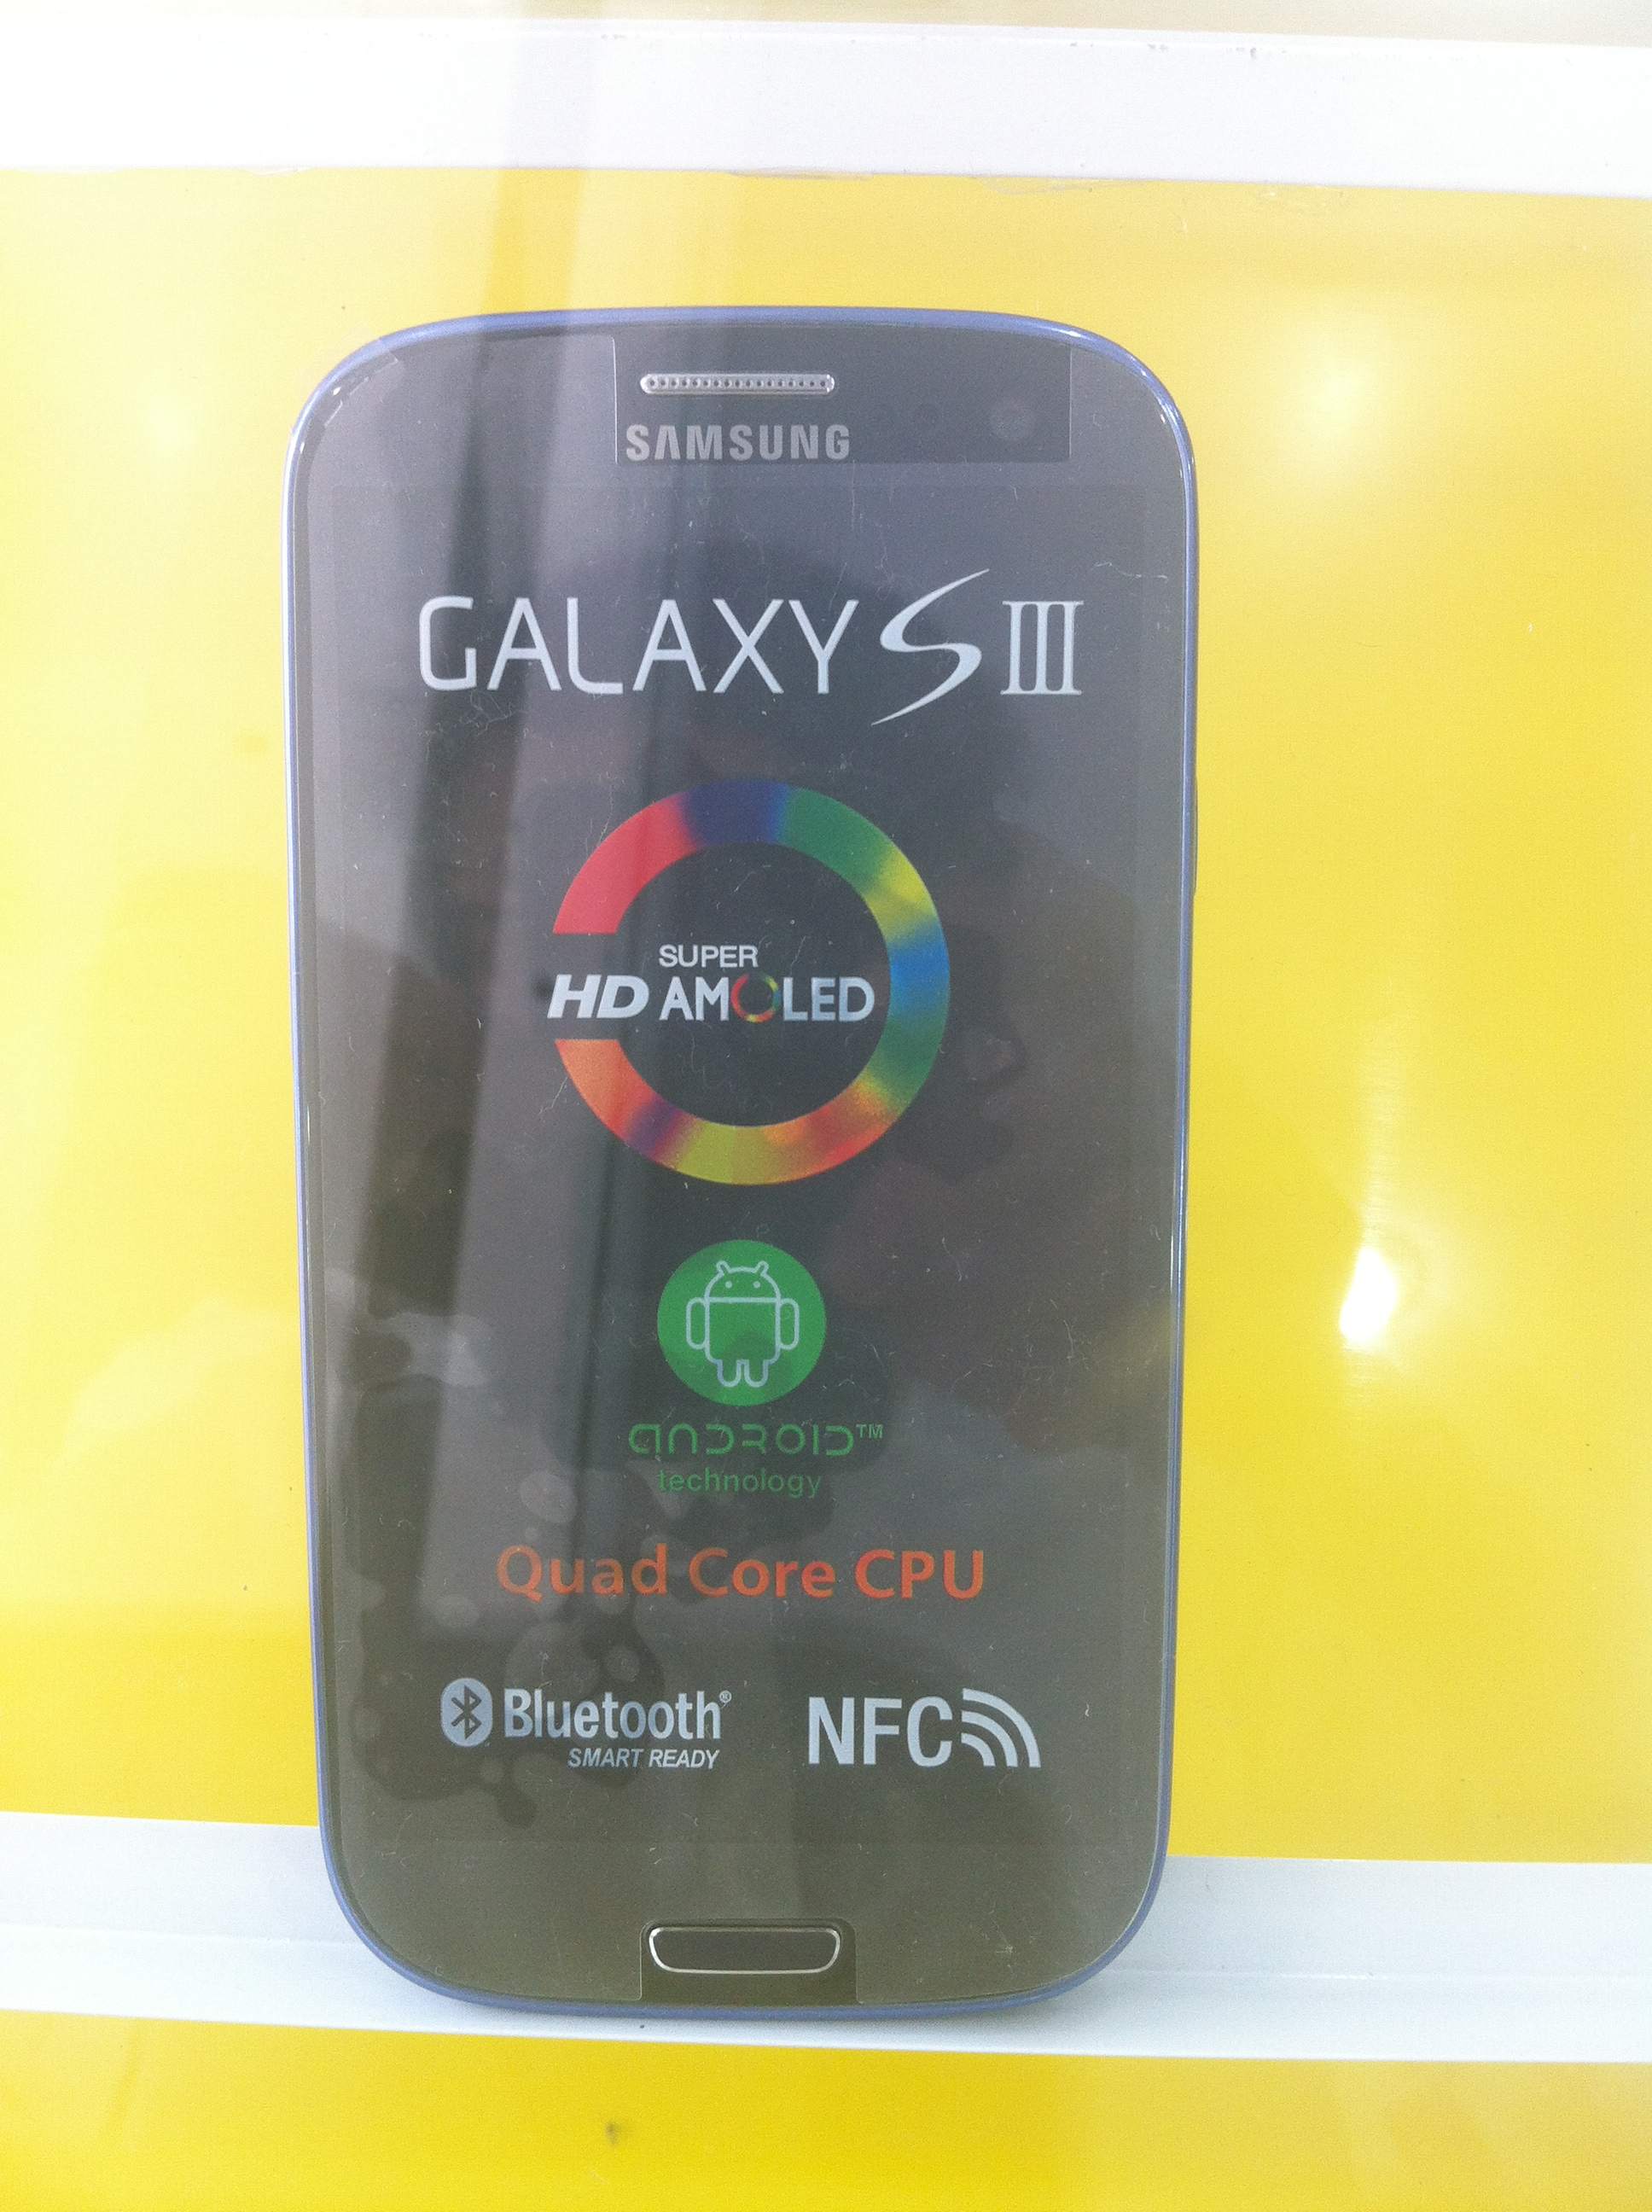 SAMSUNG
GALAXY S III
SUPER
HD AMOLED
ANDROID™
technology
Quad Core CPU
Bluetooth® NFC
SMART READY